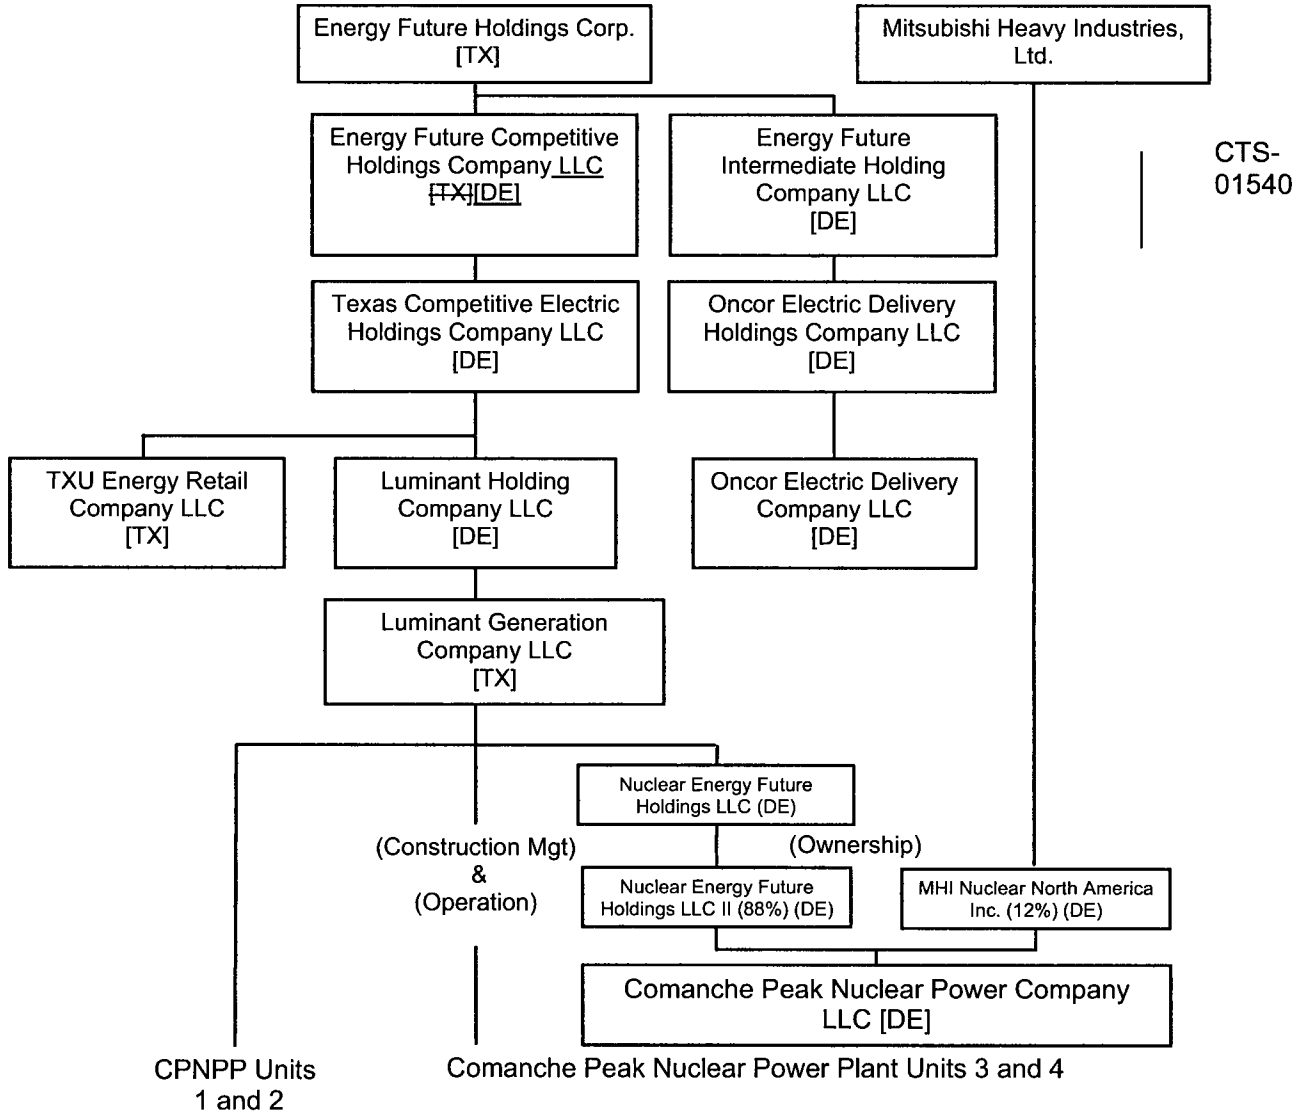 Energy Future Holdings Corp.
[TX]
Mitsubishi Heavy Industries,
Ltd.
Energy Future Competitive
Holdings Company LLC
[TX][DE]
Energy Future
Intermediate Holding
Company LLC
[DE]
CTS-
01540
Texas Competitive Electric
Holdings Company LLC
[DE]
Oncor Electric Delivery
Holdings Company LLC
[DE]
TXU Energy Retail
Company LLC
[TX]
Luminant Holding
Company LLC
[DE]
Oncor Electric Delivery
Company LLC
[DE]
Luminant Generation
Company LLC
[TX]
Nuclear Energy Future
Holdings LLC (DE)
(Construction Mgt)
&
(Operation)
(Ownership)
Nuclear Energy Future
Holdings LLC II (88%) (DE)
MHI Nuclear North America
Inc. (12%) (DE)
Comanche Peak Nuclear Power Company
LLC [DE]
CPNPP Units
1 and 2
Comanche Peak Nuclear Power Plant Units 3 and 4